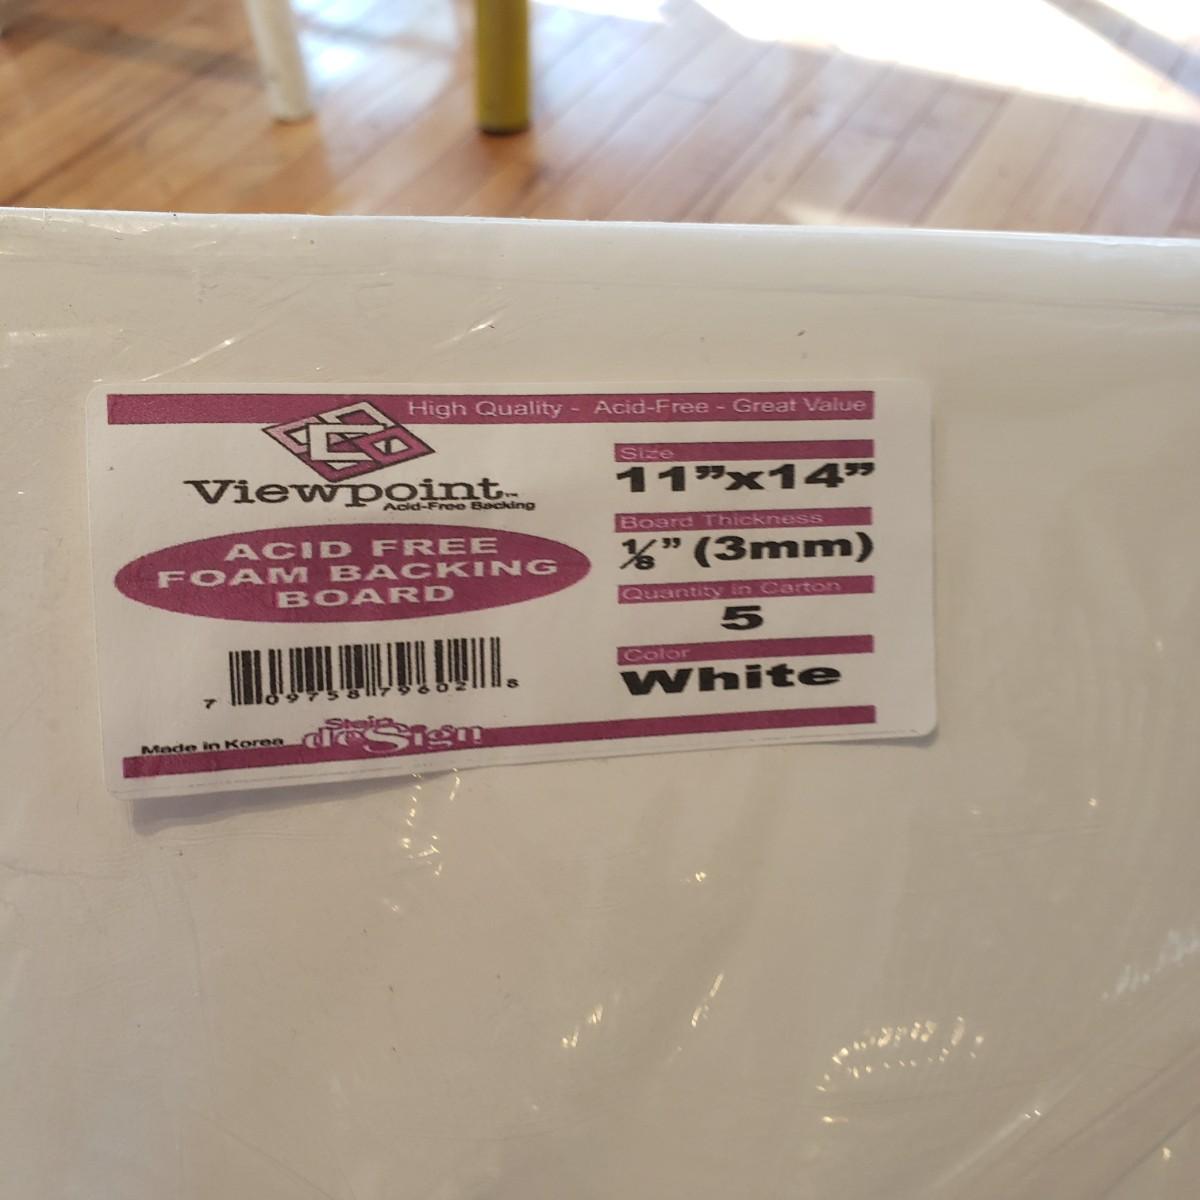 High Quality - Acid-Free - Great Value
Viewpoint™
Acid-Free Backing
ACID FREE
FOAM BACKING
BOARD
7 09758 79602 8
Made in Korea
Stair
deSign
Size
11”x14”
Board Thickness
⅛” (3mm)
Quantity in Carton
5
Color
White